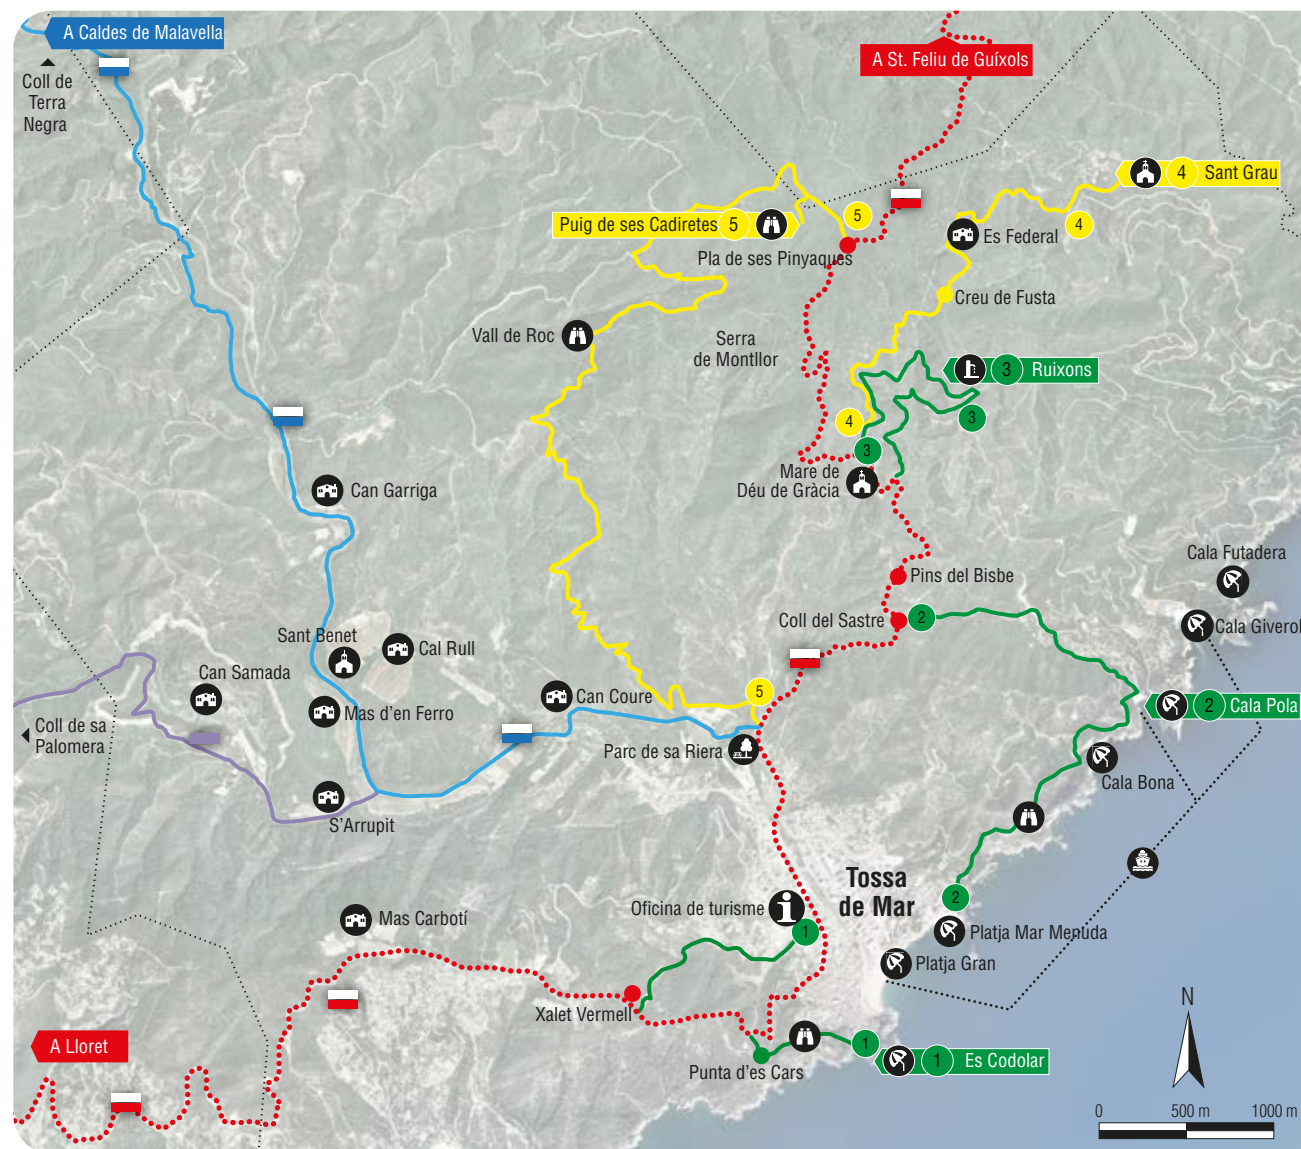 A Caldes de Malavella
Coll de
Terra
Negra
A St. Feliu de Guíxols
4 Sant Grau
Puig de ses Cadiretes 5
5
4
Es Federal
Pla de ses Pinyaques
Creu de Fusta
Vall de Roc
Serra
de Montllor
3 Ruixons
4
3
3
Mare de
Déu de Gràcia
Can Garriga
Cala Futadera
Pins del Bisbe
Coll del Sastre
2
Cala Giverola
Sant Benet
Cal Rull
Can Samada
5
Can Coure
2 Cala Pola
Mas d'en Ferro
Coll de sa
Palomera
Parc de sa Riera
Cala Bona
S'Arrupit
Tossa
de Mar
2
Oficina de turisme
1
Mas Carbotí
Platja Mar Menuda
Platja Gran
Xalet Vermell
N
A Lloret
1
1 Es Codolar
Punta d'es Cars
0 500 m 1000 m